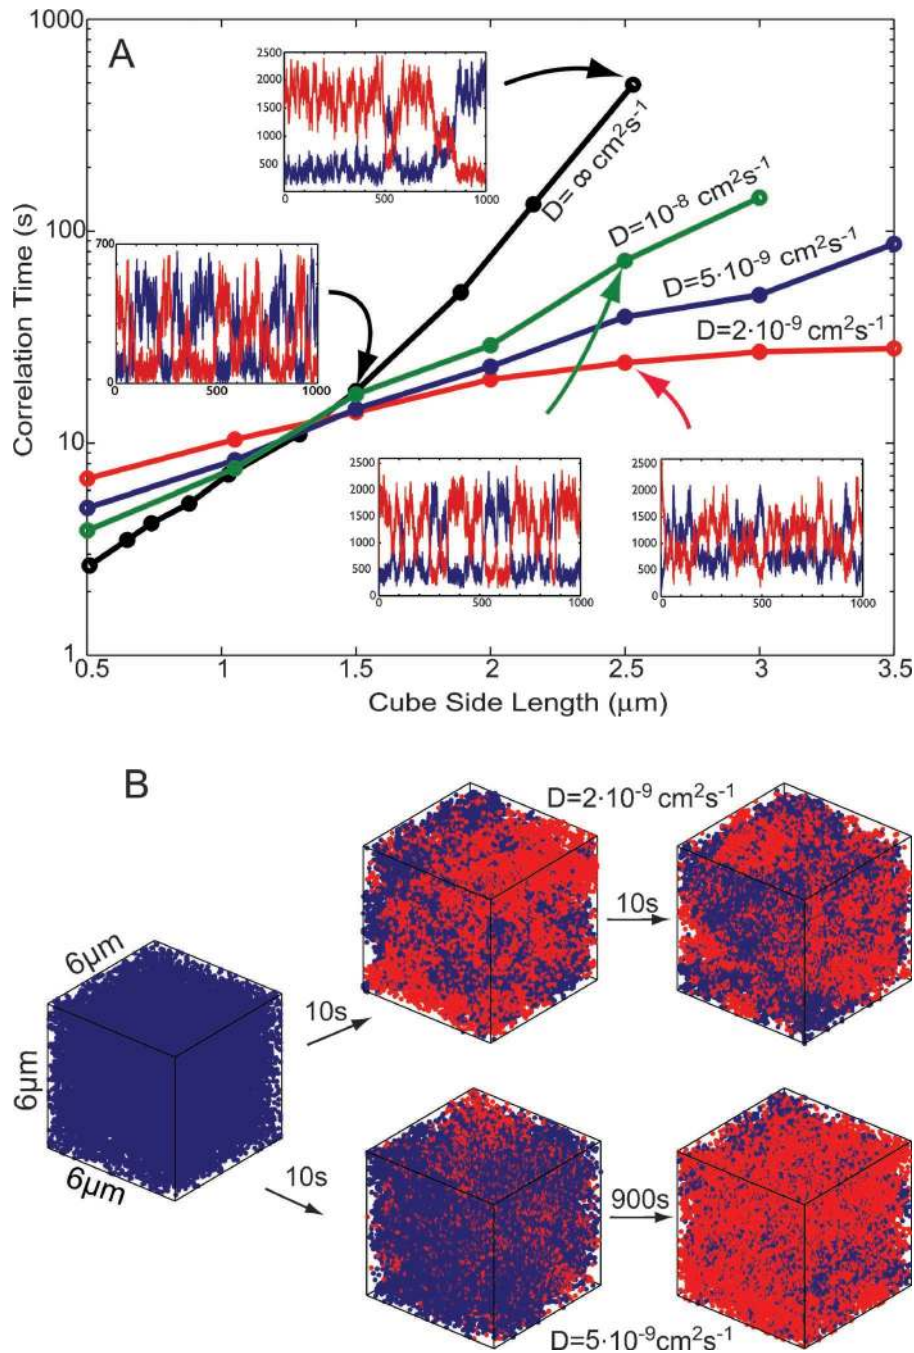 A
1000
100
10
1
Correlation Time (s)
0.5
1
1.5
2
2.5
3
3.5
Cube Side Length (μm)
2500
2000
1500
1000
500
500
1000
D= ∞ cm²s⁻¹
D=10⁻⁸ cm²s⁻¹
D=5·10⁻⁹ cm²s⁻¹
D=2·10⁻⁹ cm²s⁻¹
700
0
0
500
1000
2500
2000
1500
1000
500
0
0
500
1000
2500
2000
1500
1000
500
0
0
500
1000
B
D=2·10⁻⁹ cm²s⁻¹
10s
6μm
6μm
6μm
10s
10s
900s
D=5·10⁻⁹cm²s⁻¹